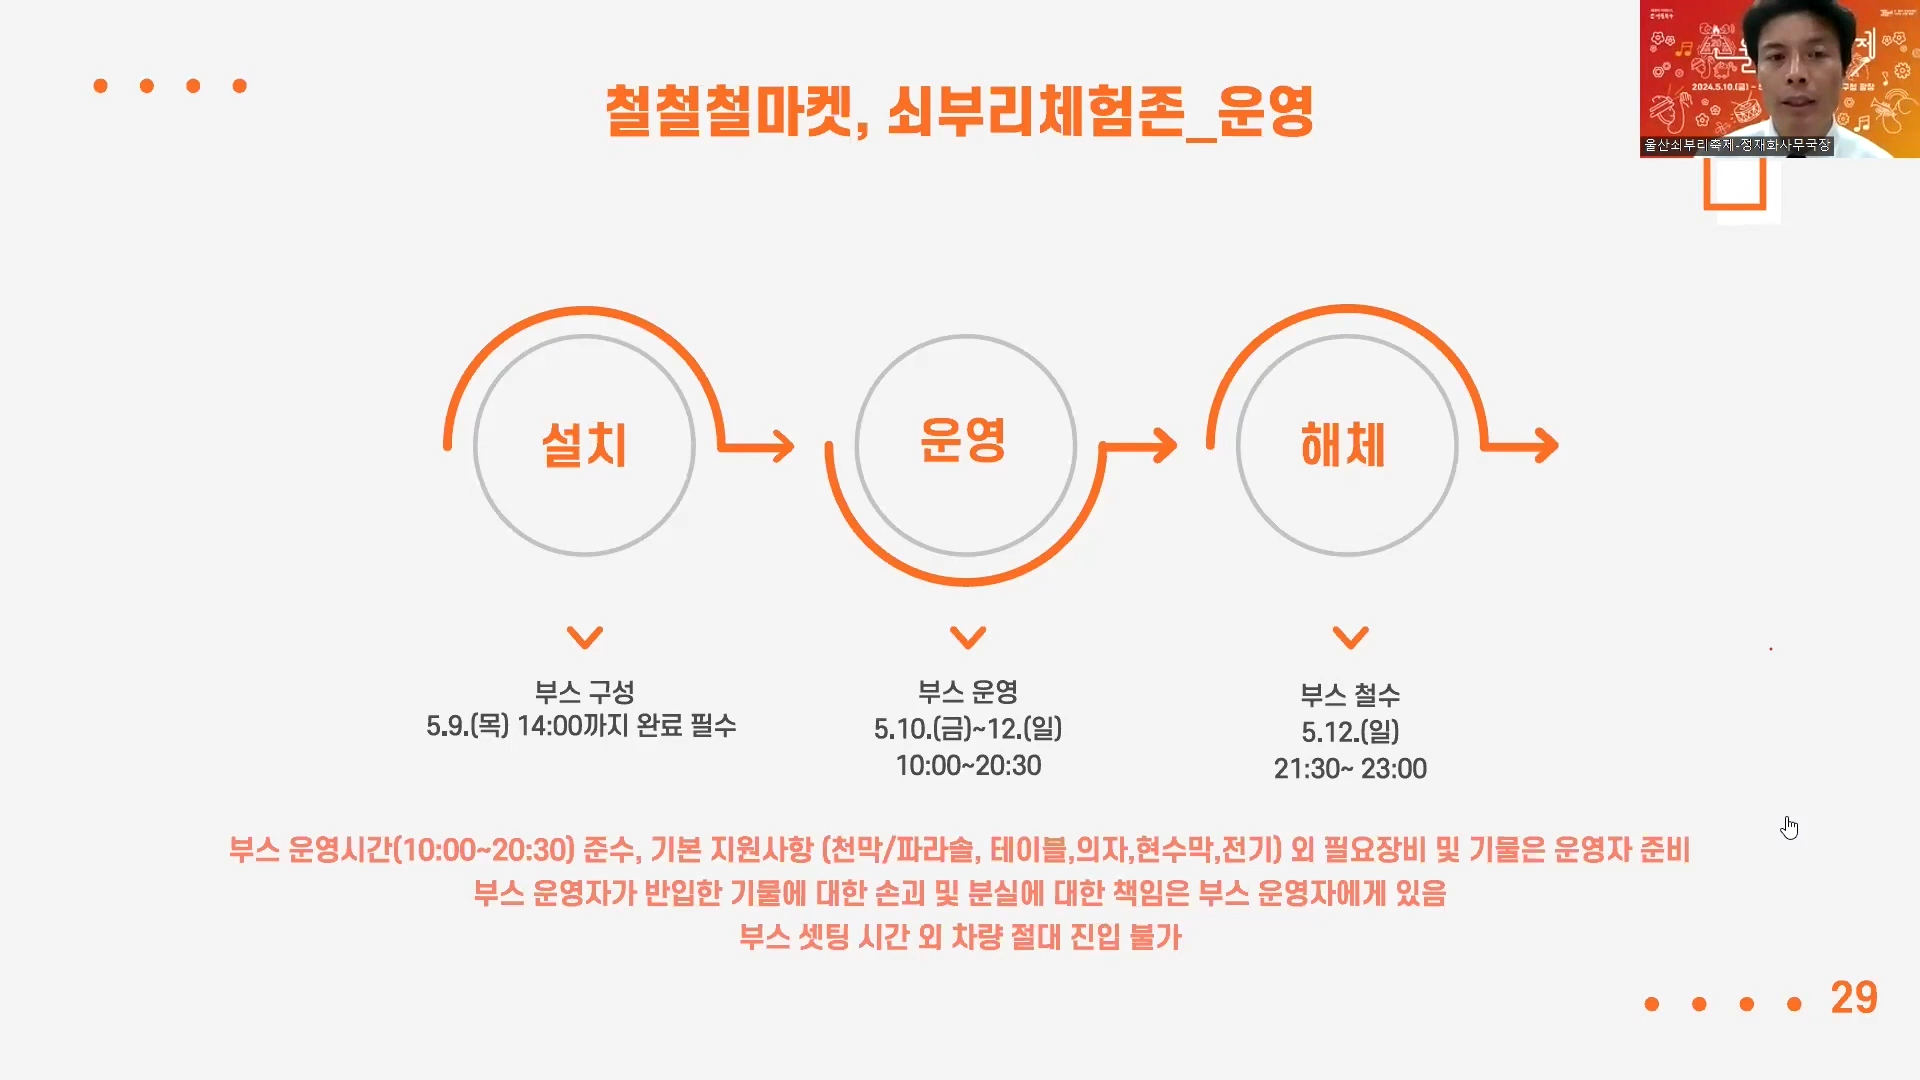 철철철마켓, 쇠부리체험존_운영
제
2024.5.10.(금)~
울산쇠부리축제-정재화사무국장
설치
운영
해체
부스 구성
5.9.(목) 14:00까지 완료 필수
부스 운영
5.10.(금)~12.(일)
10:00~20:30
부스 철수
5.12.(일)
21:30~ 23:00
부스 운영시간(10:00~20:30) 준수, 기본 지원사항 (천막/파라솔, 테이블,의자,현수막,전기) 외 필요장비 및 기물은 운영자 준비
부스 운영자가 반입한 기물에 대한 손괴 및 분실에 대한 책임은 부스 운영자에게 있음
부스 셋팅 시간 외 차량 절대 진입 불가
29